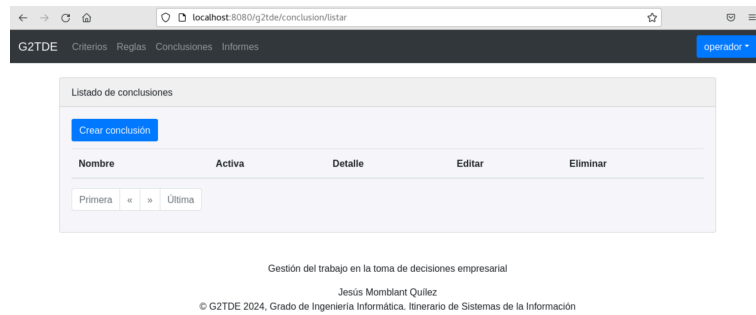 localhost:8080/g2tde/conclusion/listar
G2TDE Criterios Reglas Conclusiones Informes operador
Listado de conclusiones
Crear conclusión
Nombre Activa Detalle Editar Eliminar
Primera « » Última
Gestión del trabajo en la toma de decisiones empresarial
Jesús Momblant Quílez
© G2TDE 2024, Grado de Ingeniería Informática. Itinerario de Sistemas de la Información